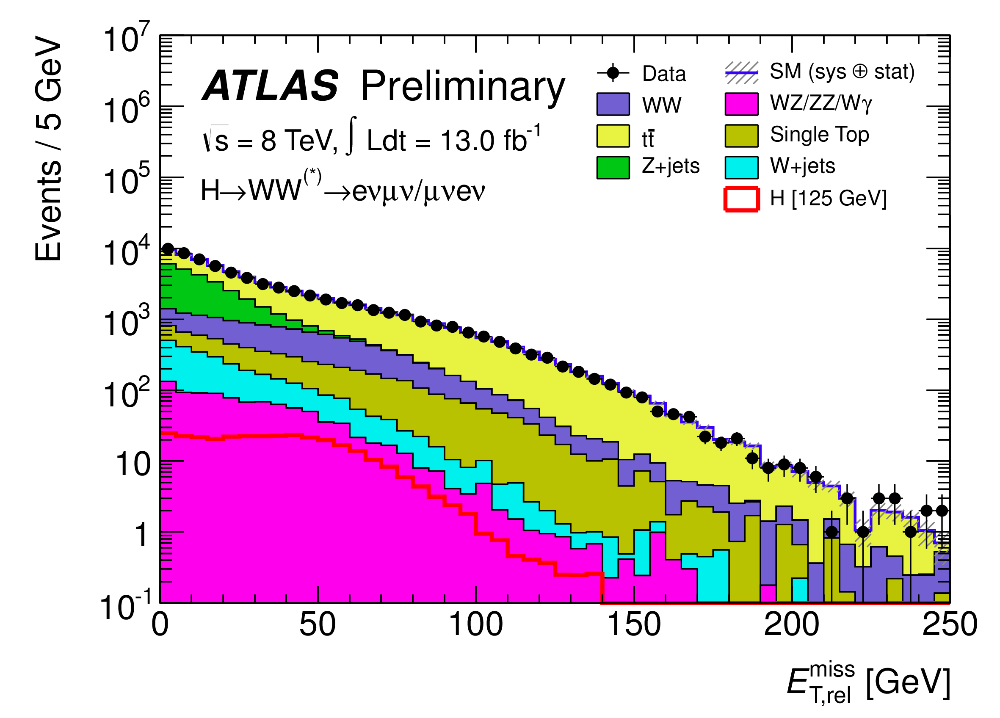 Events / 5 GeV
10⁷
10⁶
10⁵
10⁴
10³
10²
10
1
10⁻¹
ATLAS Preliminary
√s = 8 TeV, ∫ Ldt = 13.0 fb⁻¹
H→WW⁽*⁾→eνμν/μνeν
Data
SM (sys ⊕ stat)
WW
WZ/ZZ/Wγ
tt̄
Single Top
Z+jets
W+jets
H [125 GeV]
0 50 100 150 200 250
E_T,rel^miss [GeV]